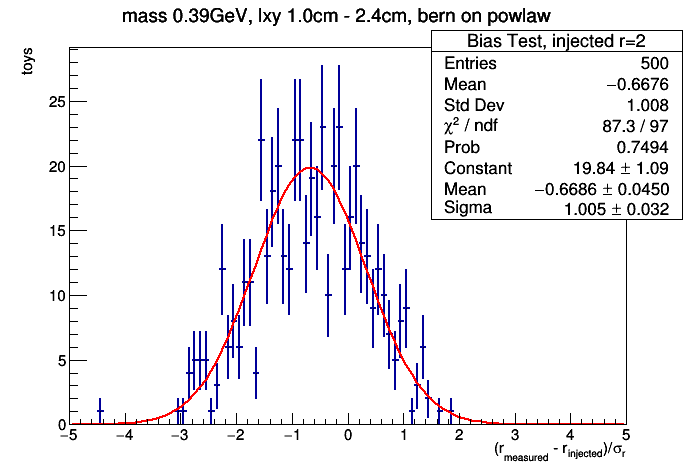 mass 0.39GeV, lxy 1.0cm - 2.4cm, bern on powlaw
toys
Bias Test, injected r=2
Entries 500
Mean −0.6676
Std Dev 1.008
χ² / ndf 87.3 / 97
Prob 0.7494
Constant 19.84 ± 1.09
Mean −0.6686 ± 0.0450
Sigma 1.005 ± 0.032
25
20
15
10
5
0
−5 −4 −3 −2 −1 0 1 2 3 4 5
(r_measured - r_injected)/σ_r